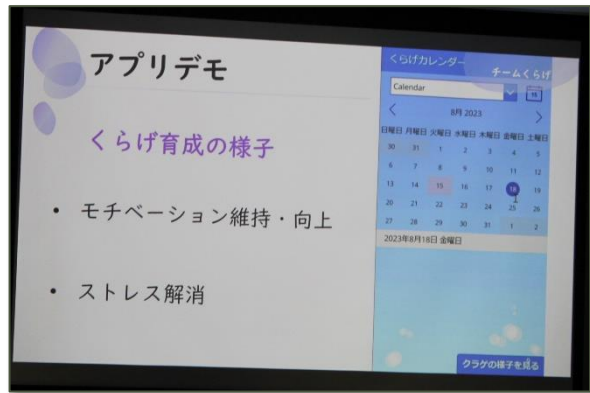 アプリデモ
くらげ育成の様子
• モチベーション維持・向上
• ストレス解消
くらげカレンダー
チームくらげ
Calendar
15
< 8月 2023 >
日曜日 月曜日 火曜日 水曜日 木曜日 金曜日 土曜日
30 31 1 2 3 4 5
6 7 8 9 10 11 12
13 14 15 16 17 18 19
20 21 22 23 24 25 26
27 28 29 30 31 1 2
2023年8月18日 金曜日
クラゲの様子を見る